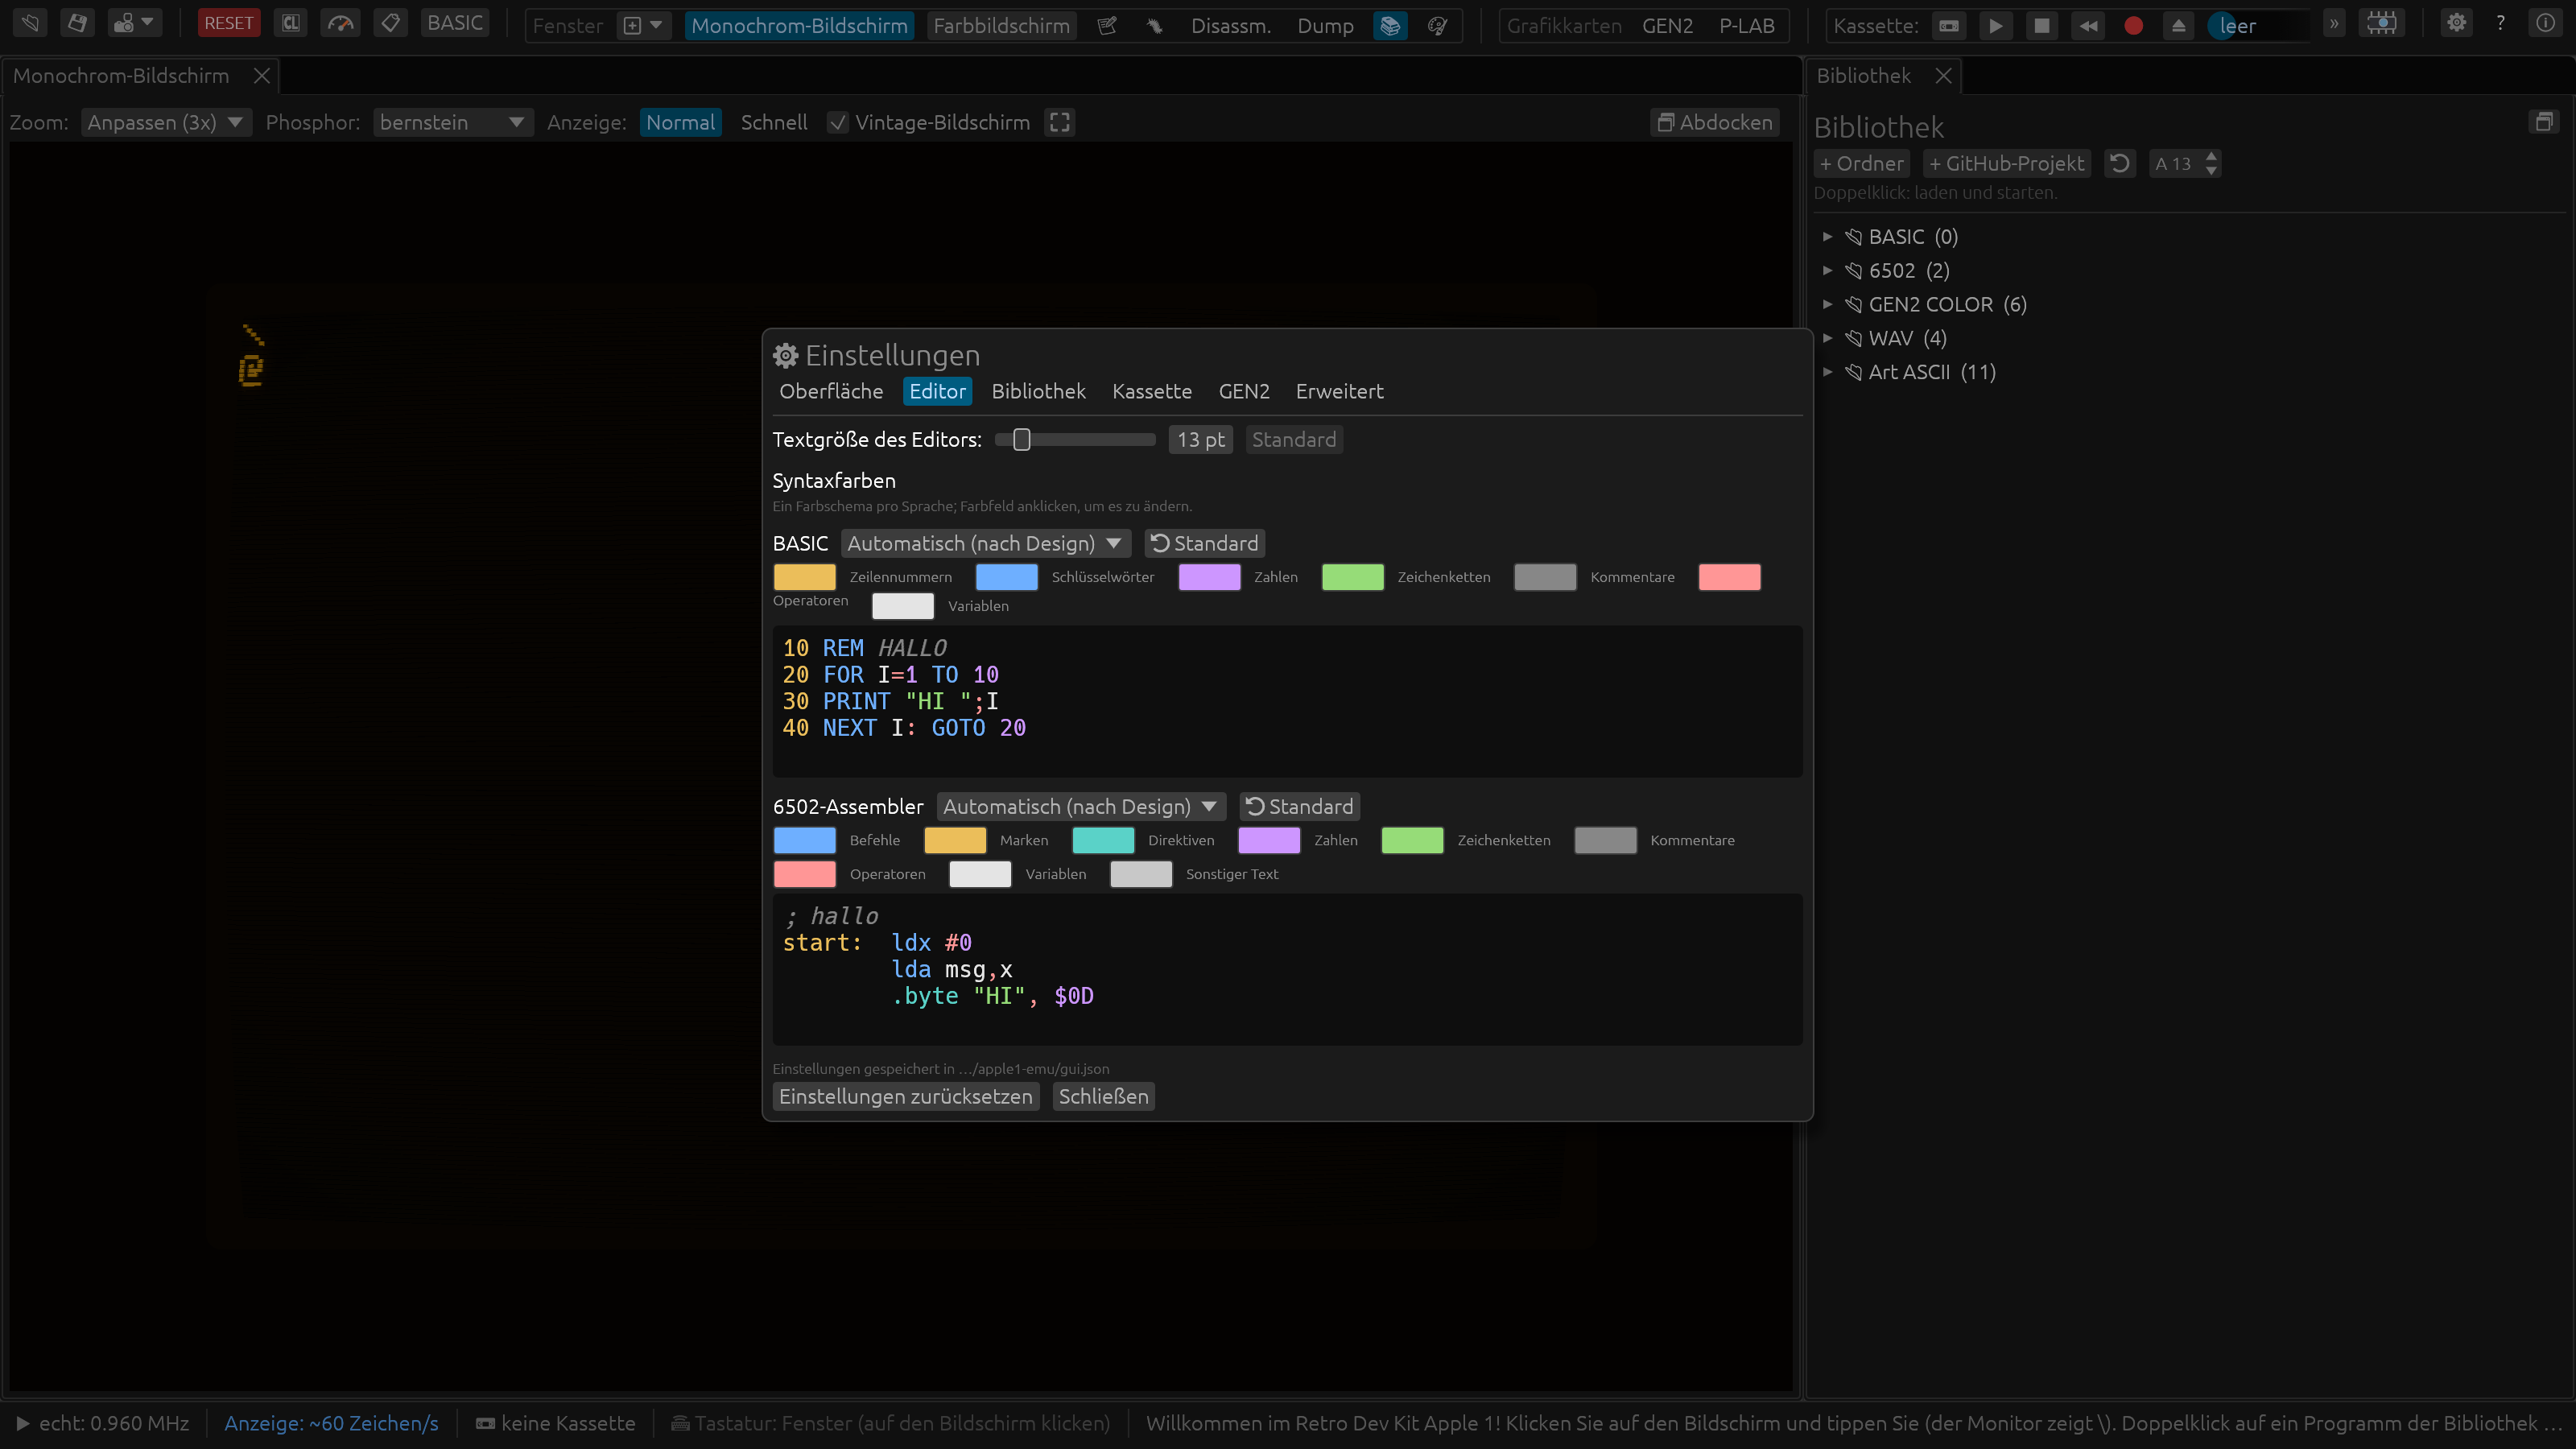 RESET BASIC Fenster Monochrom-Bildschirm Farbbildschirm Disassm. Dump Grafikkarten GEN2 P-LAB Kassette: leer » ?
Monochrom-Bildschirm
Zoom: Anpassen (3x) Phosphor: bernstein Anzeige: Normal Schnell Vintage-Bildschirm Abdocken
\
@
Bibliothek
Bibliothek
+ Ordner + GitHub-Projekt A 13
Doppelklick: laden und starten.
BASIC (0)
6502 (2)
GEN2 COLOR (6)
WAV (4)
Art ASCII (11)
Einstellungen
Oberfläche Editor Bibliothek Kassette GEN2 Erweitert
Textgröße des Editors: 13 pt Standard
Syntaxfarben
Ein Farbschema pro Sprache; Farbfeld anklicken, um es zu ändern.
BASIC Automatisch (nach Design) Standard
Zeilennummern Schlüsselwörter Zahlen Zeichenketten Kommentare
Operatoren Variablen
10 REM HALLO
20 FOR I=1 TO 10
30 PRINT "HI ";I
40 NEXT I: GOTO 20
6502-Assembler Automatisch (nach Design) Standard
Befehle Marken Direktiven Zahlen Zeichenketten Kommentare
Operatoren Variablen Sonstiger Text
; hallo
start: ldx #0
lda msg,x
.byte "HI", $0D
Einstellungen gespeichert in …/apple1-emu/gui.json
Einstellungen zurücksetzen Schließen
echt: 0.960 MHz Anzeige: ~60 Zeichen/s keine Kassette Tastatur: Fenster (auf den Bildschirm klicken) Willkommen im Retro Dev Kit Apple 1! Klicken Sie auf den Bildschirm und tippen Sie (der Monitor zeigt \). Doppelklick auf ein Programm der Bibliothek …